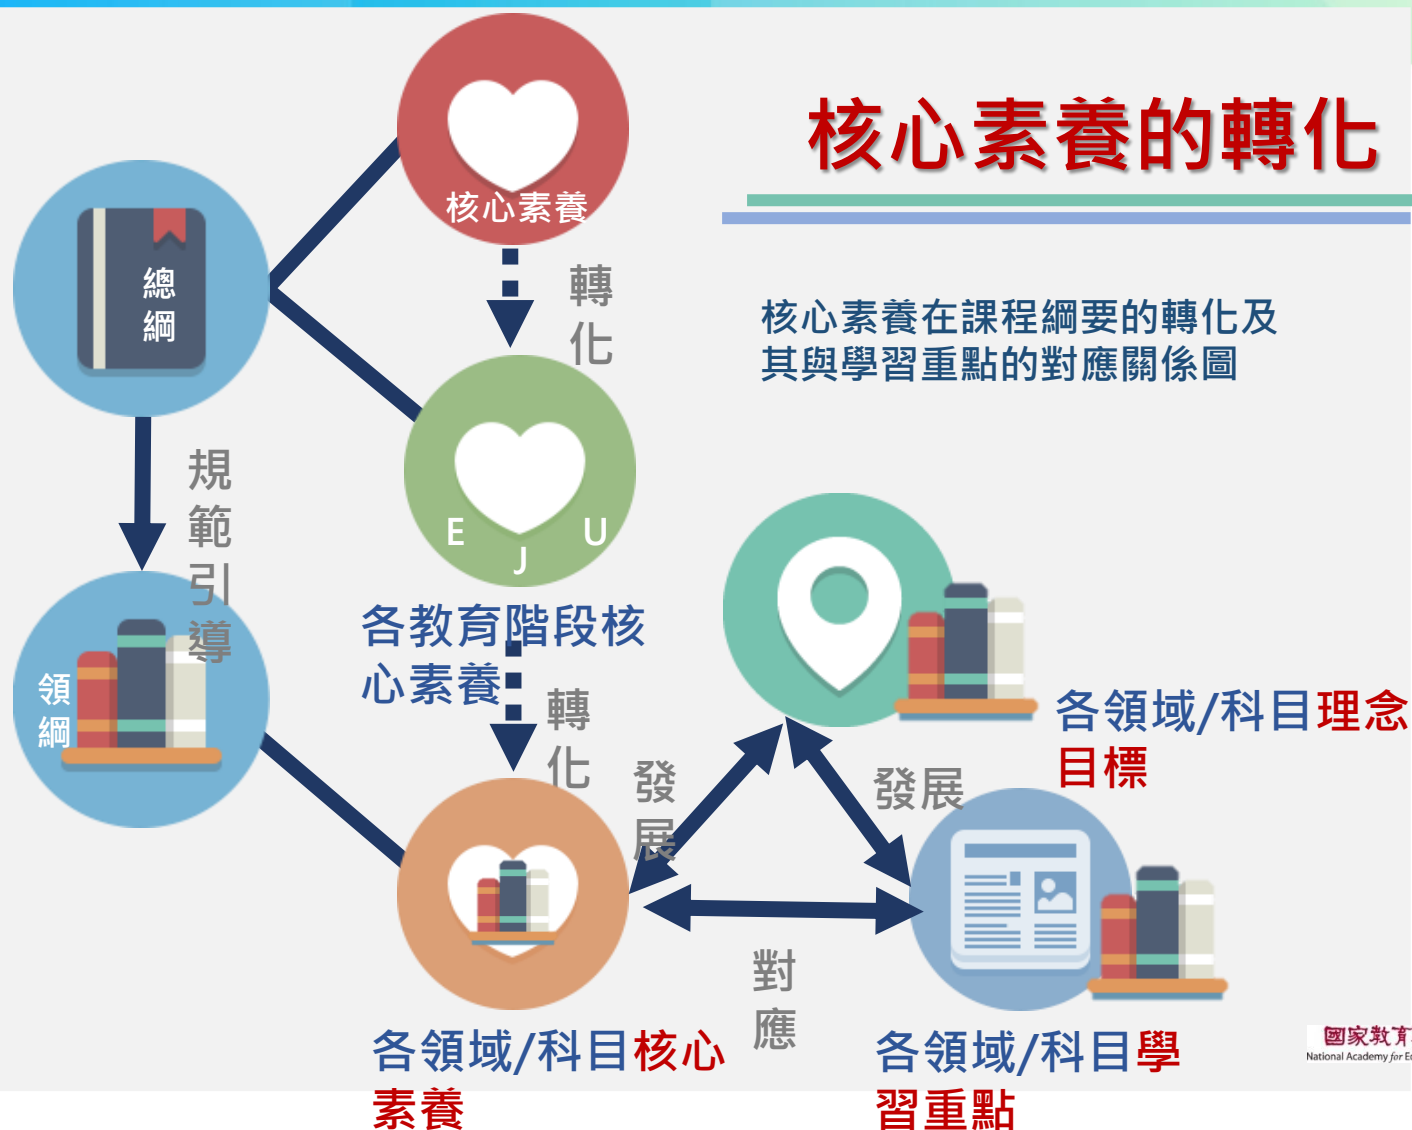 核心素養的轉化
核心素養在課程綱要的轉化及
其與學習重點的對應關係圖
核心素養
總
綱
轉
化
規
範
引
導
E
J
U
各教育階段核
心素養
領
綱
轉
化
發
展
發展
各領域/科目理念
目標
對
應
各領域/科目核心
素養
各領域/科目學
習重點
國家教育
National Academy for E